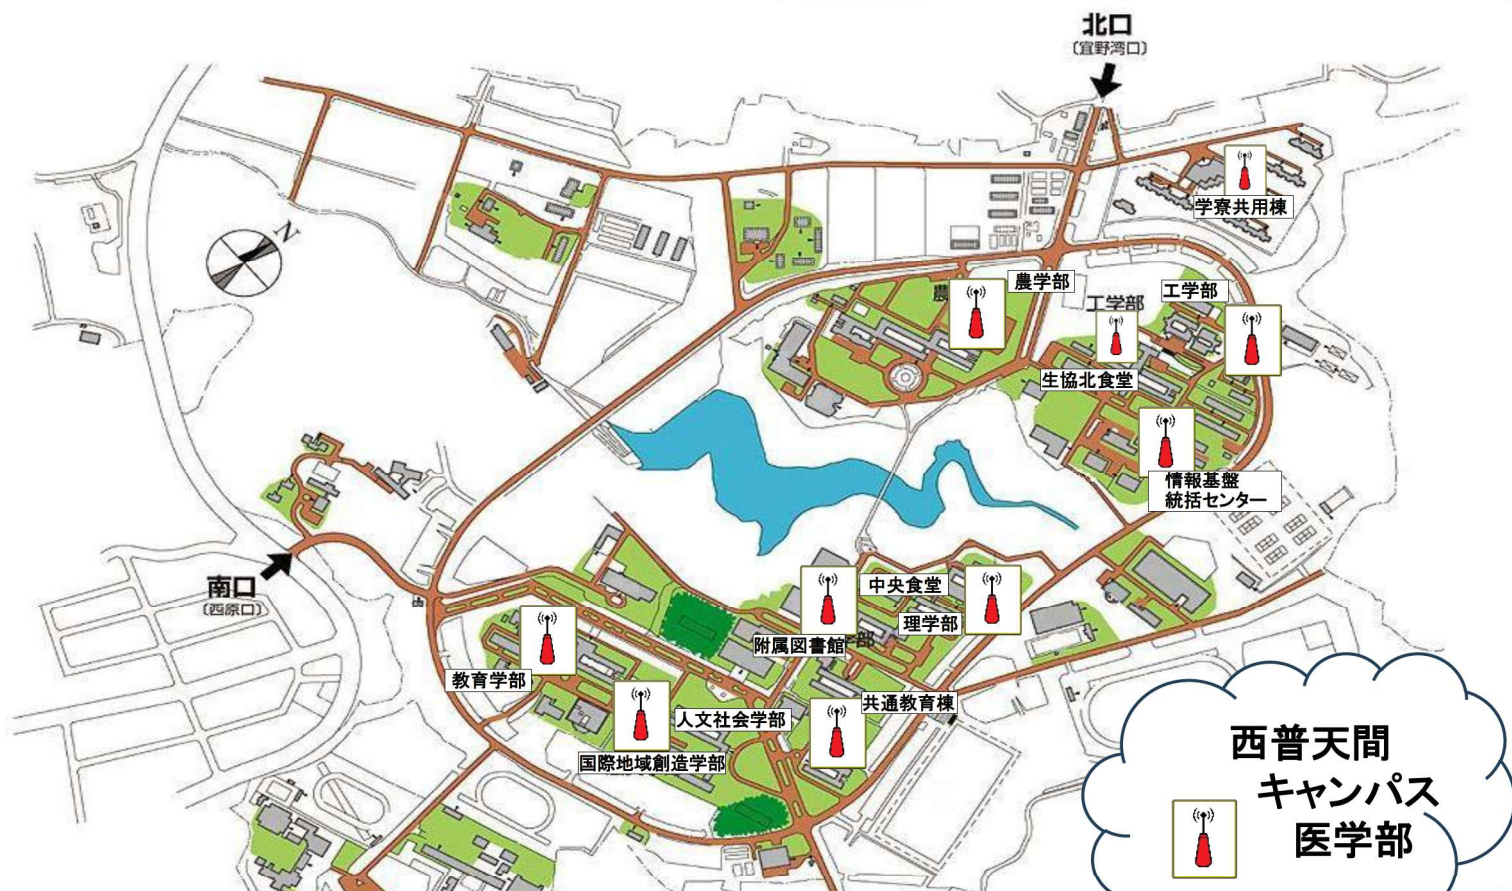 北口
(宜野湾口)
学寮共用棟
N
農学部
工学部
工学部
生協北食堂
情報基盤
統括センター
南口
(西原口)
中央食堂
理学部
附属図書館
教育学部
共通教育棟
人文社会学部
国際地域創造学部
西普天間
キャンパス
医学部